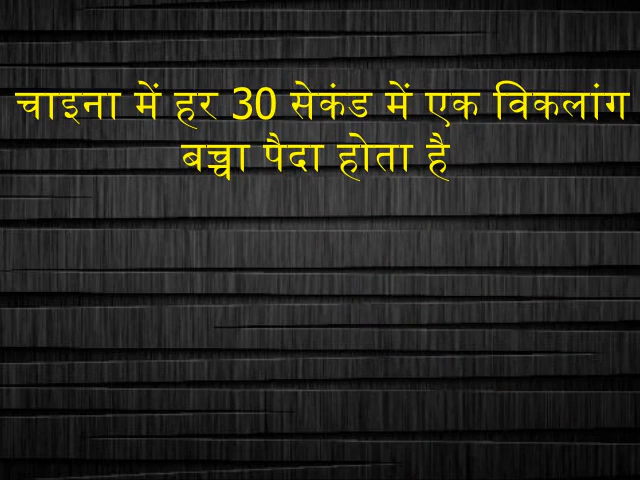 चाइना में हर 30 सेकंड में एक विकलांग
बच्चा पैदा होता है